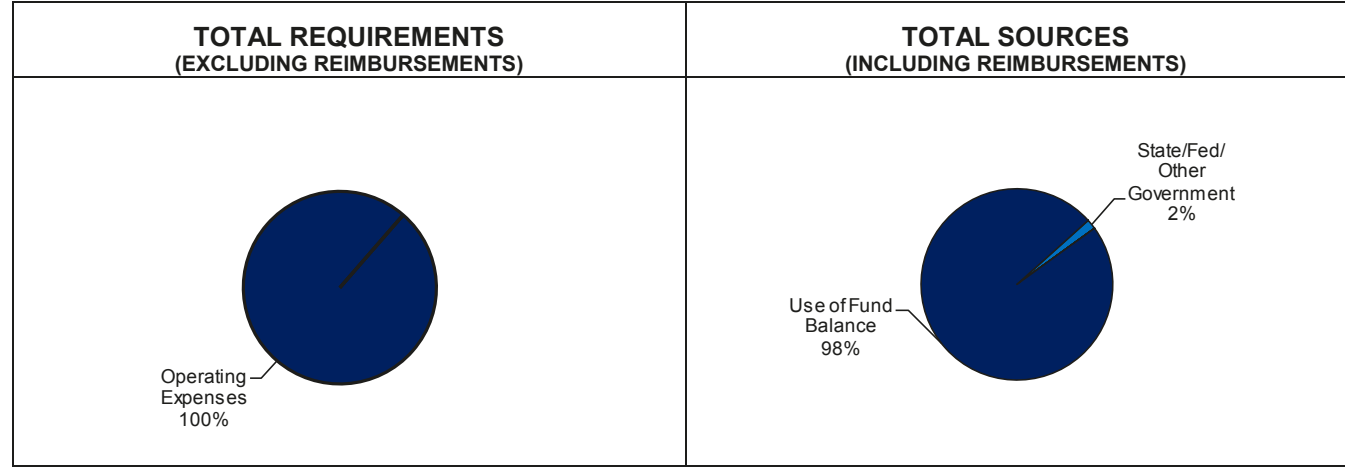 TOTAL REQUIREMENTS
(EXCLUDING REIMBURSEMENTS)
Operating
Expenses
100%
TOTAL SOURCES
(INCLUDING REIMBURSEMENTS)
State/Fed/
Other
Government
2%
Use of Fund
Balance
98%